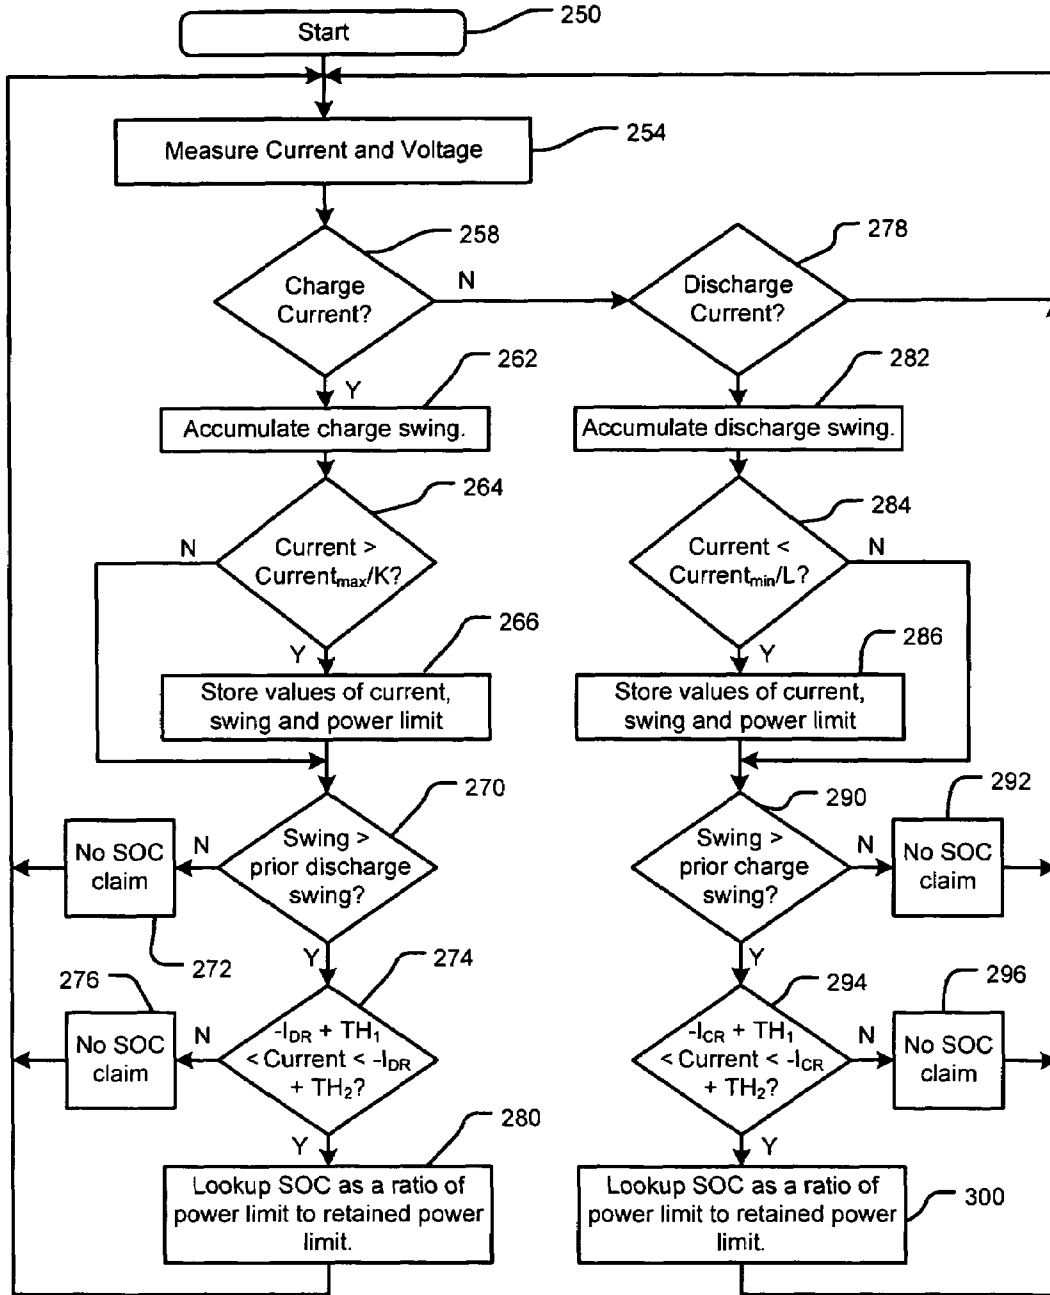 Start
250
Measure Current and Voltage
254
Charge
Current?
258
N
Y
Discharge
Current?
278
Accumulate charge swing.
262
Accumulate discharge swing.
282
Current >
Current_max/K?
264
N
Y
Current <
Current_min/L?
284
N
Y
Store values of current,
swing and power limit
266
Store values of current,
swing and power limit
286
Swing >
prior discharge
swing?
270
N
Y
No SOC
claim
272
Swing >
prior charge
swing?
290
N
Y
No SOC
claim
292
-I_DR + TH_1
< Current < -I_DR
+ TH_2?
274
N
Y
No SOC
claim
276
-I_CR + TH_1
< Current < -I_CR
+ TH_2?
294
N
Y
No SOC
claim
296
Lookup SOC as a ratio of
power limit to retained power
limit.
280
Lookup SOC as a ratio of
power limit to retained power
limit.
300